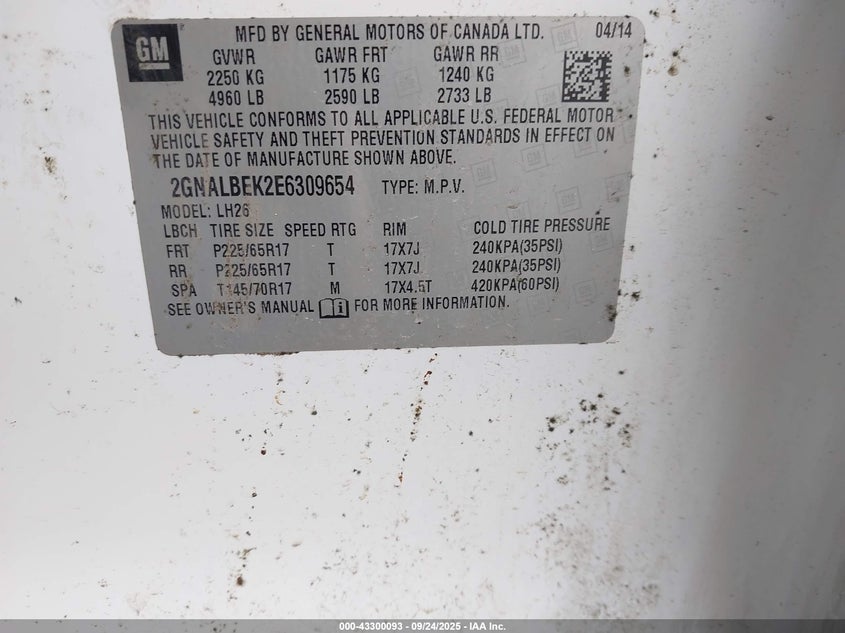 GM
MFD BY GENERAL MOTORS OF CANADA LTD. 04/14
GVWR GAWR FRT GAWR RR
2250 KG 1175 KG 1240 KG
4960 LB 2590 LB 2733 LB
THIS VEHICLE CONFORMS TO ALL APPLICABLE U.S. FEDERAL MOTOR
VEHICLE SAFETY AND THEFT PREVENTION STANDARDS IN EFFECT ON
THE DATE OF MANUFACTURE SHOWN ABOVE.
2GNALBEK2E6309654 TYPE: M.P.V.
MODEL: LH26
LBCH TIRE SIZE SPEED RTG RIM COLD TIRE PRESSURE
FRT P225/65R17 T 17X7J 240KPA(35PSI)
RR P225/65R17 T 17X7J 240KPA(35PSI)
SPA T145/70R17 M 17X4.5T 420KPA(60PSI)
SEE OWNER'S MANUAL i FOR MORE INFORMATION.
000-43300093 - 09/24/2025 - IAA Inc.